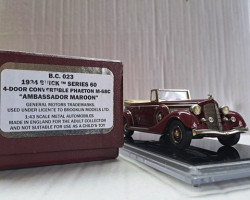 B.C. 023
1934 BUICK™ SERIES 60
4-DOOR CONVERTIBLE PHAETON M-68C
"AMBASSADOR MAROON"
GENERAL MOTORS TRADEMARKS
USED UNDER LICENCE TO BROOKLIN MODELS LTD.
1:43 SCALE METAL AUTOMOBILES
MADE IN ENGLAND FOR THE ADULT COLLECTOR
AND NOT SUITABLE FOR USE AS A CHILD'S TOY